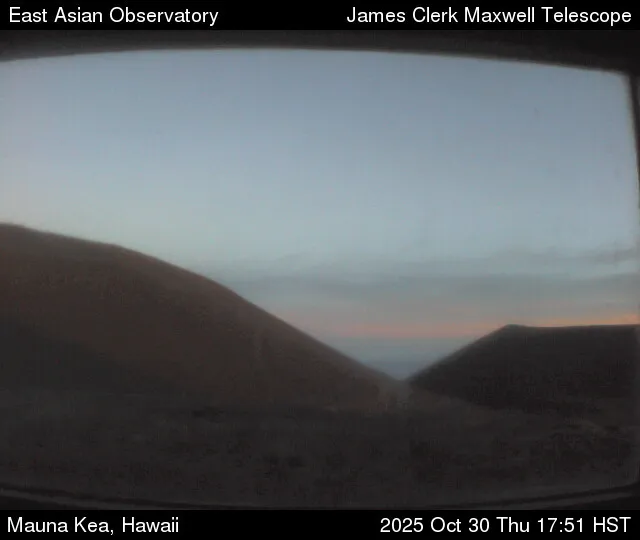 East Asian Observatory
James Clerk Maxwell Telescope
Mauna Kea, Hawaii
2025 Oct 30 Thu 17:51 HST